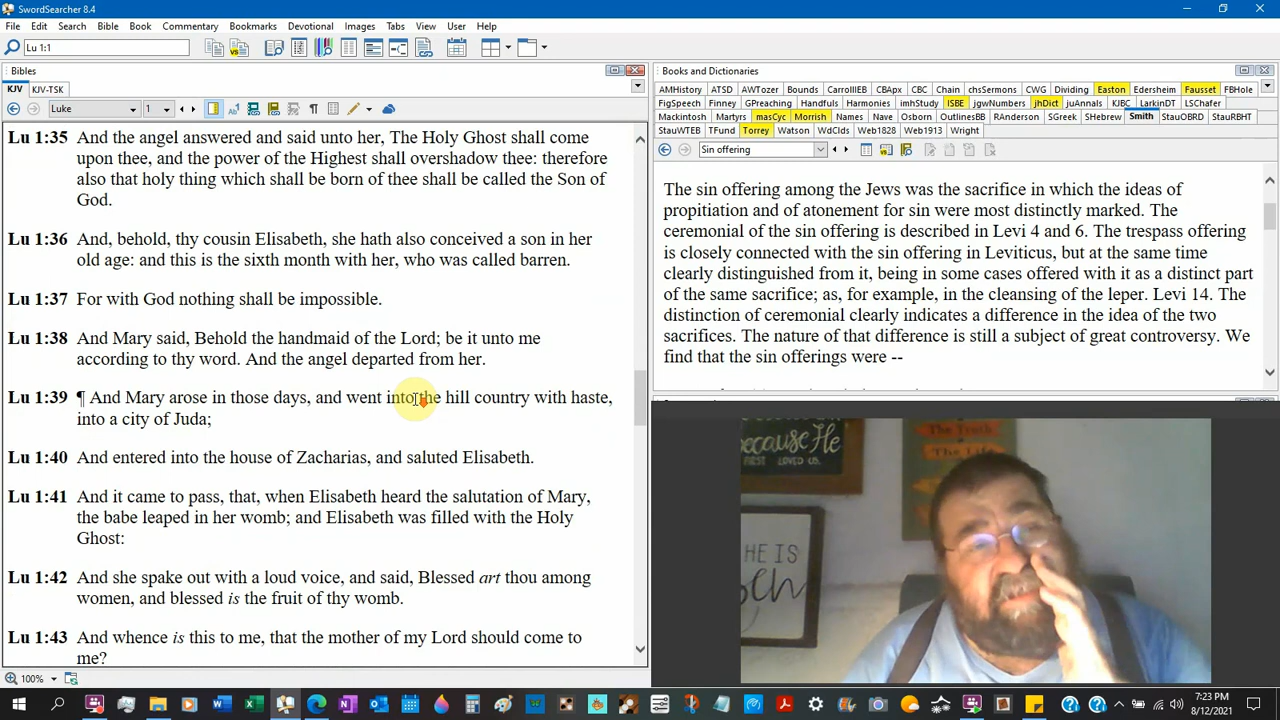 SwordSearcher 8.4
File Edit Search Bible Book Commentary Bookmarks Devotional Images Tabs View User Help
Lu 1:1
Bibles
KJV KJV-TSK
Luke 1
Lu 1:35 And the angel answered and said unto her, The Holy Ghost shall come
upon thee, and the power of the Highest shall overshadow thee: therefore
also that holy thing which shall be born of thee shall be called the Son of
God.
Lu 1:36 And, behold, thy cousin Elisabeth, she hath also conceived a son in her
old age: and this is the sixth month with her, who was called barren.
Lu 1:37 For with God nothing shall be impossible.
Lu 1:38 And Mary said, Behold the handmaid of the Lord; be it unto me
according to thy word. And the angel departed from her.
Lu 1:39 ¶ And Mary arose in those days, and went into the hill country with haste,
into a city of Juda;
Lu 1:40 And entered into the house of Zacharias, and saluted Elisabeth.
Lu 1:41 And it came to pass, that, when Elisabeth heard the salutation of Mary,
the babe leaped in her womb; and Elisabeth was filled with the Holy
Ghost:
Lu 1:42 And she spake out with a loud voice, and said, Blessed art thou among
women, and blessed is the fruit of thy womb.
Lu 1:43 And whence is this to me, that the mother of my Lord should come to
me?
100%
Books and Dictionaries
AMHistory ATSD AWTozer Bounds CarrollIEB CBApx CBC Chain chsSermons CWG Dividing Easton Edersheim Fausset FBHole
FigSpeech Finney GPreaching Handfuls Harmonies imhStudy ISBE jgwNumbers jhDict juAnnals KJBC LarkinDT LSChafer
Mackintosh Martyrs masCyc Morrish Names Nave Osborn OutlinesBB RAnderson SGreek SHebrew Smith StauOBRD StauRBHT
StauWTEB TFund Torrey Watson WdClds Web1828 Web1913 Wright
Sin offering
The sin offering among the Jews was the sacrifice in which the ideas of
propitiation and of atonement for sin were most distinctly marked. The
ceremonial of the sin offering is described in Levi 4 and 6. The trespass offering
is closely connected with the sin offering in Leviticus, but at the same time
clearly distinguished from it, being in some cases offered with it as a distinct part
of the same sacrifice; as, for example, in the cleansing of the leper. Levi 14. The
distinction of ceremonial clearly indicates a difference in the idea of the two
sacrifices. The nature of that difference is still a subject of great controversy. We
find that the sin offerings were --
because He
FIRST LOVED US.
The Truth
The Life
HE IS
7:23 PM
8/12/2021